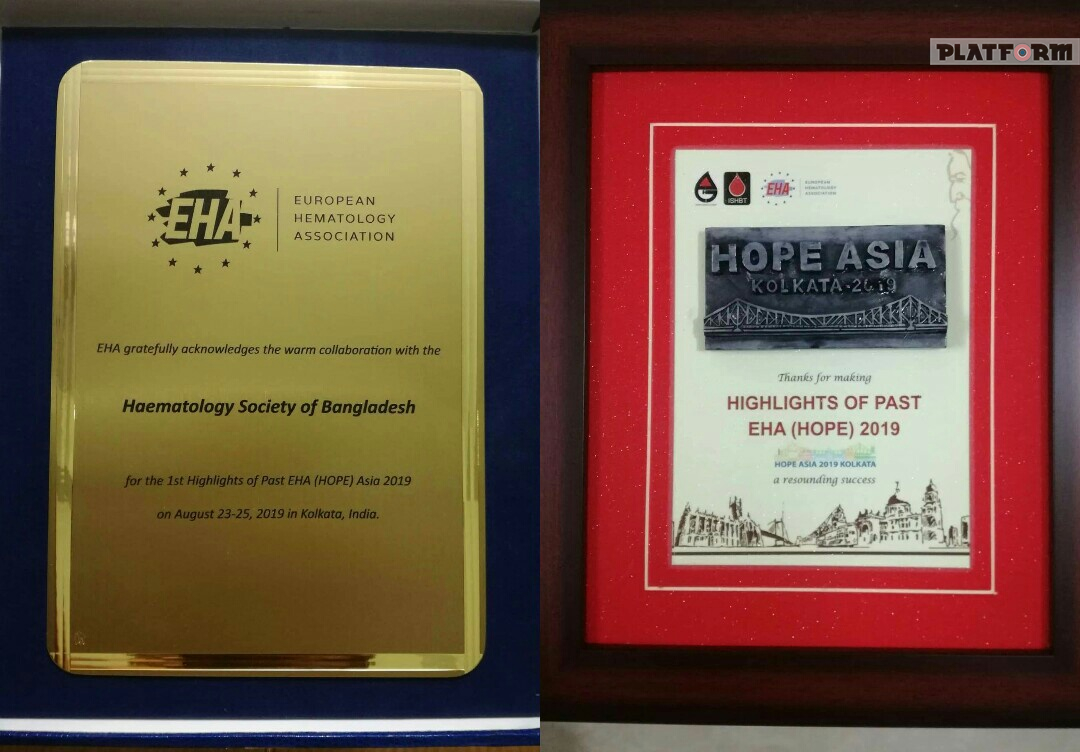 EHA
EUROPEAN
HEMATOLOGY
ASSOCIATION
EHA gratefully acknowledges the warm collaboration with the
Haematology Society of Bangladesh
for the 1st Highlights of Past EHA (HOPE) Asia 2019
on August 23-25, 2019 in Kolkata, India.
PLATFORM
ISHBT
EHA
EUROPEAN
HEMATOLOGY
ASSOCIATION
HOPE ASIA
KOLKATA-2019
Thanks for making
HIGHLIGHTS OF PAST
EHA (HOPE) 2019
HOPE ASIA 2019 KOLKATA
a resounding success